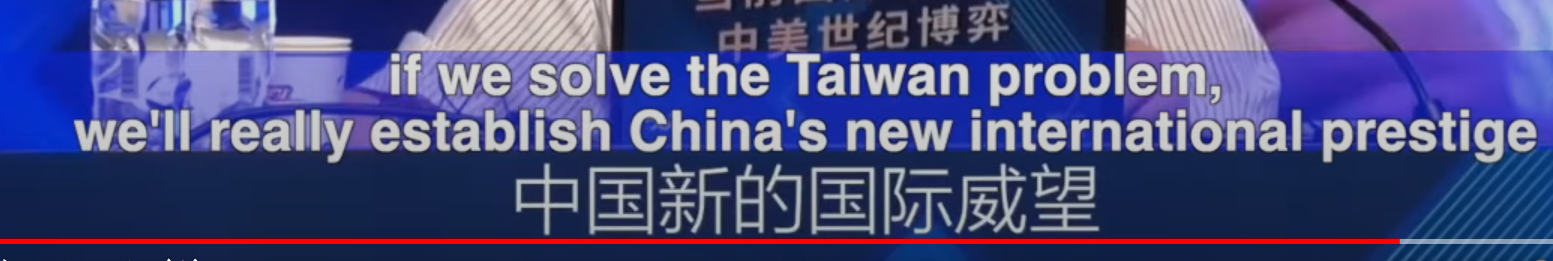 中美世纪博弈
if we solve the Taiwan problem,
we'll really establish China's new international prestige
中国新的国际威望